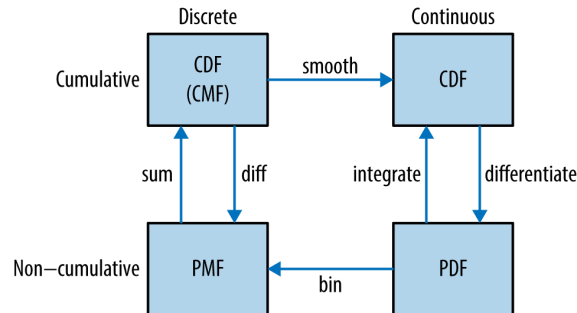 Discrete
Continuous
Cumulative
CDF
(CMF)
smooth
CDF
sum
diff
integrate
differentiate
Non–cumulative
PMF
bin
PDF